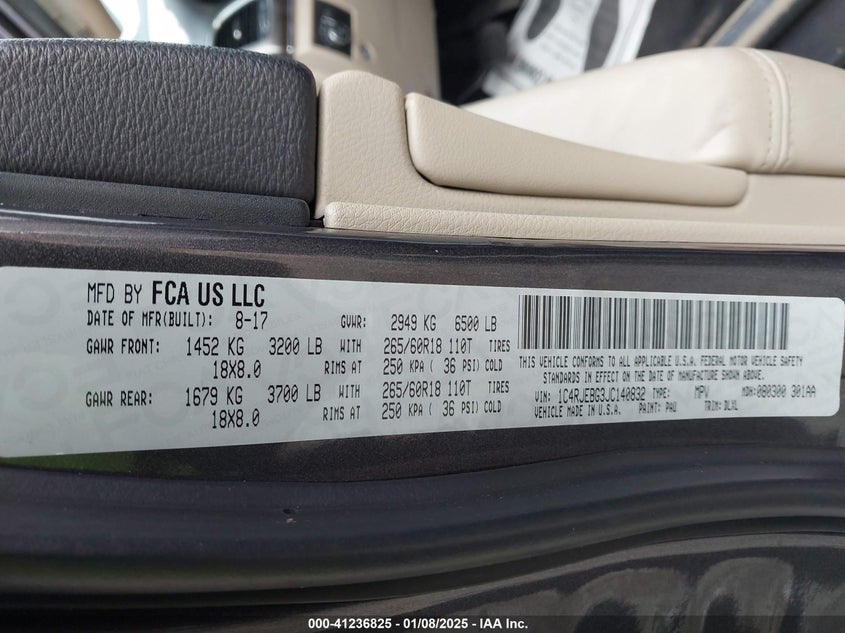 MFD BY FCA US LLC
DATE OF MFR(BUILT): 8-17 GVWR: 2949 KG 6500 LB
GAWR FRONT: 1452 KG 3200 LB WITH 265/60R18 110T TIRES
18X8.0 RIMS AT 250 KPA ( 36 PSI) COLD
GAWR REAR: 1679 KG 3700 LB WITH 265/60R18 110T TIRES
18X8.0 RIMS AT 250 KPA ( 36 PSI) COLD
THIS VEHICLE CONFORMS TO ALL APPLICABLE U.S.A. FEDERAL MOTOR VEHICLE SAFETY
STANDARDS IN EFFECT ON THE DATE OF MANUFACTURE SHOWN ABOVE.
VIN: 1C4RJEBG3JC140832 TYPE: MPV MDH: 080300 301AA
VEHICLE MADE IN U.S.A. PAINT: PAU TRIM: DLXL
000-41236825 - 01/08/2025 - IAA Inc.